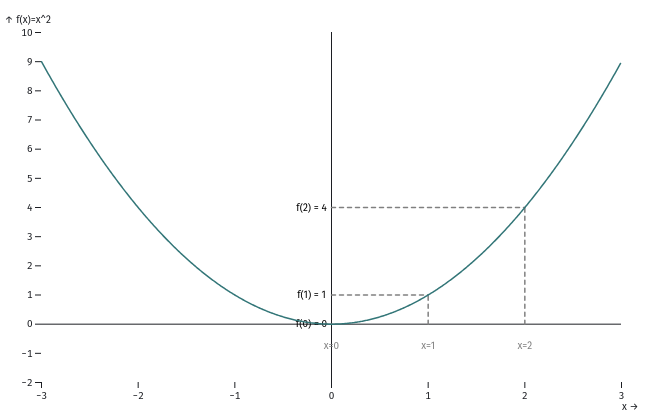 ↑ f(x)=x^2
10
9
8
7
6
5
4
3
2
1
0
−1
−2
f(2) = 4
f(1) = 1
f(0) = 0
x=0 x=1 x=2
−3 −2 −1 0 1 2 3
x →